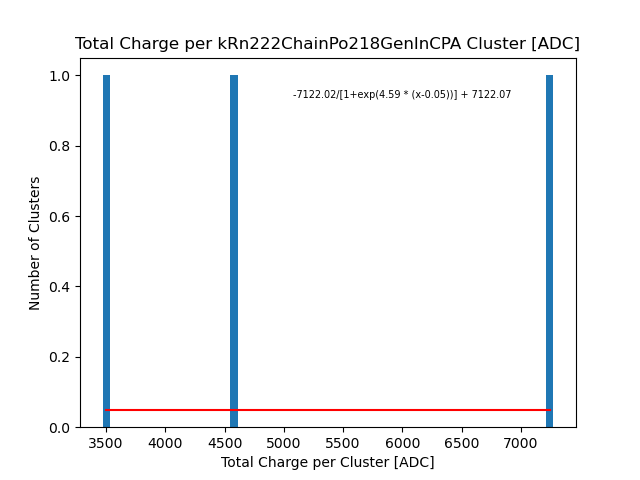 Total Charge per kRn222ChainPo218GenInCPA Cluster [ADC]
1.0
-7122.02/[1+exp(4.59 * (x-0.05))] + 7122.07
0.8
0.6
Number of Clusters
0.4
0.2
0.0
3500 4000 4500 5000 5500 6000 6500 7000
Total Charge per Cluster [ADC]